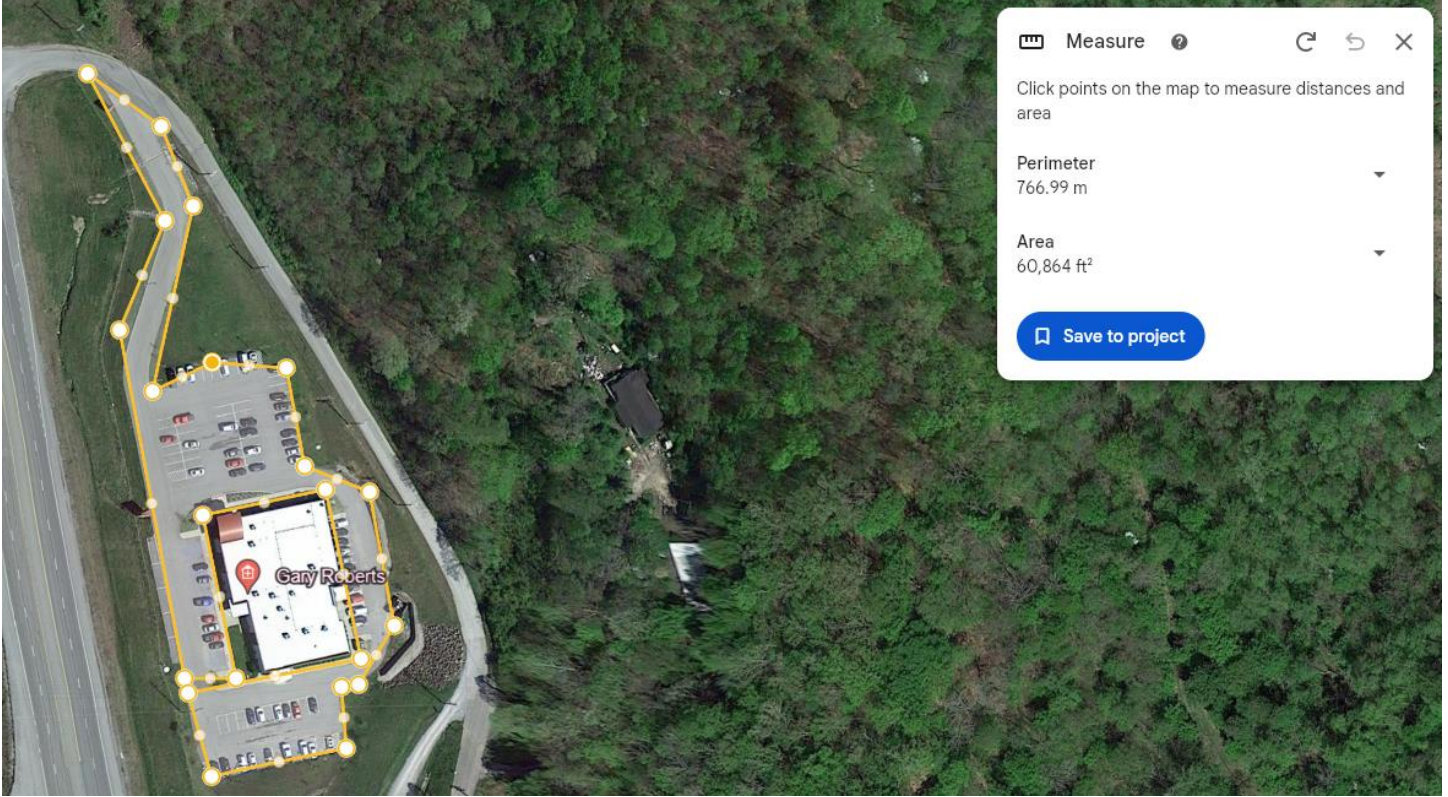 Measure
Click points on the map to measure distances and
area
Perimeter
766.99 m
Area
60,864 ft²
Save to project
Gary Roberts